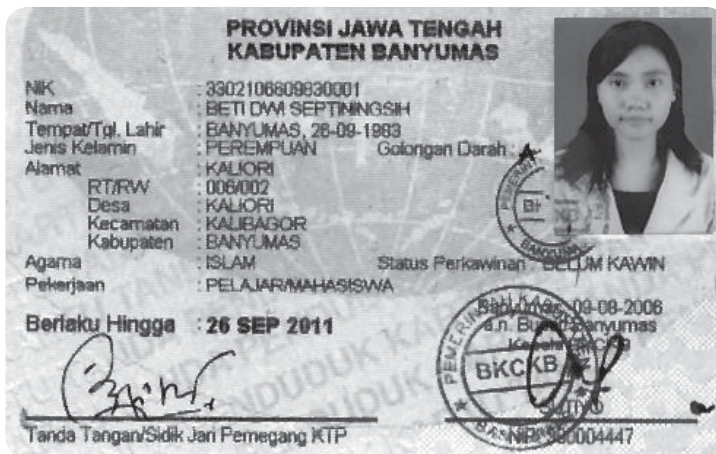 PROVINSI JAWA TENGAH
KABUPATEN BANYUMAS
NIK : 3302106609830001
Nama : BETI DWI SEPTININGSIH
Tempat/Tgl. Lahir : BANYUMAS, 26-09-1983
Jenis Kelamin : PEREMPUAN Golongan Darah : A
Alamat : KALIORI
RT/RW : 006/002
Desa : KALIORI
Kecamatan : KALIBAGOR
Kabupaten : BANYUMAS
Agama : ISLAM Status Perkawinan : BELUM KAWIN
Pekerjaan : PELAJAR/MAHASISWA
Banyumas, 09-08-2006
Berlaku Hingga : 26 SEP 2011 a.n. Bupati Banyumas
BKCKB
Tanda Tangan/Sidik Jari Pemegang KTP